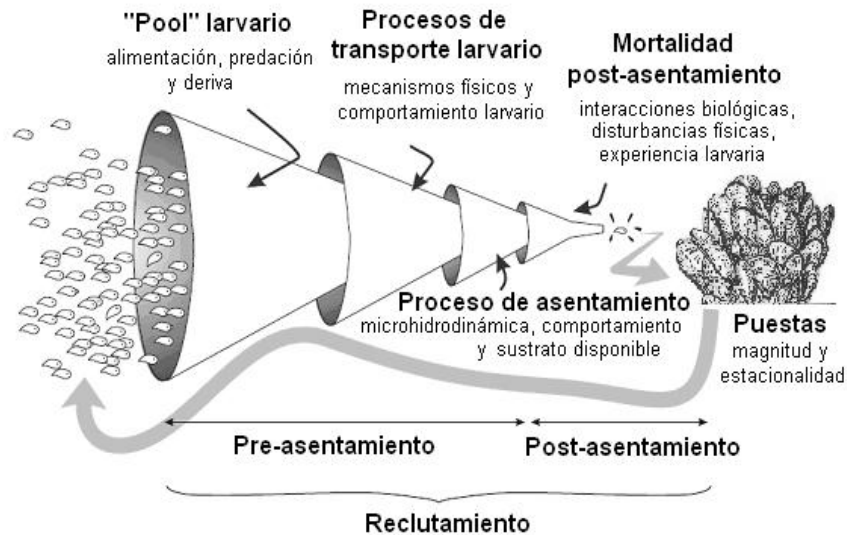 "Pool" larvario
alimentación, predación
y deriva
Procesos de
transporte larvario
mecanismos físicos y
comportamiento larvario
Mortalidad
post-asentamiento
interacciones biológicas,
disturbancias físicas,
experiencia larvaria
Proceso de asentamiento
microhidrodinámica, comportamiento
y sustrato disponible
Puestas
magnitud y
estacionalidad
Pre-asentamiento
Post-asentamiento
Reclutamiento